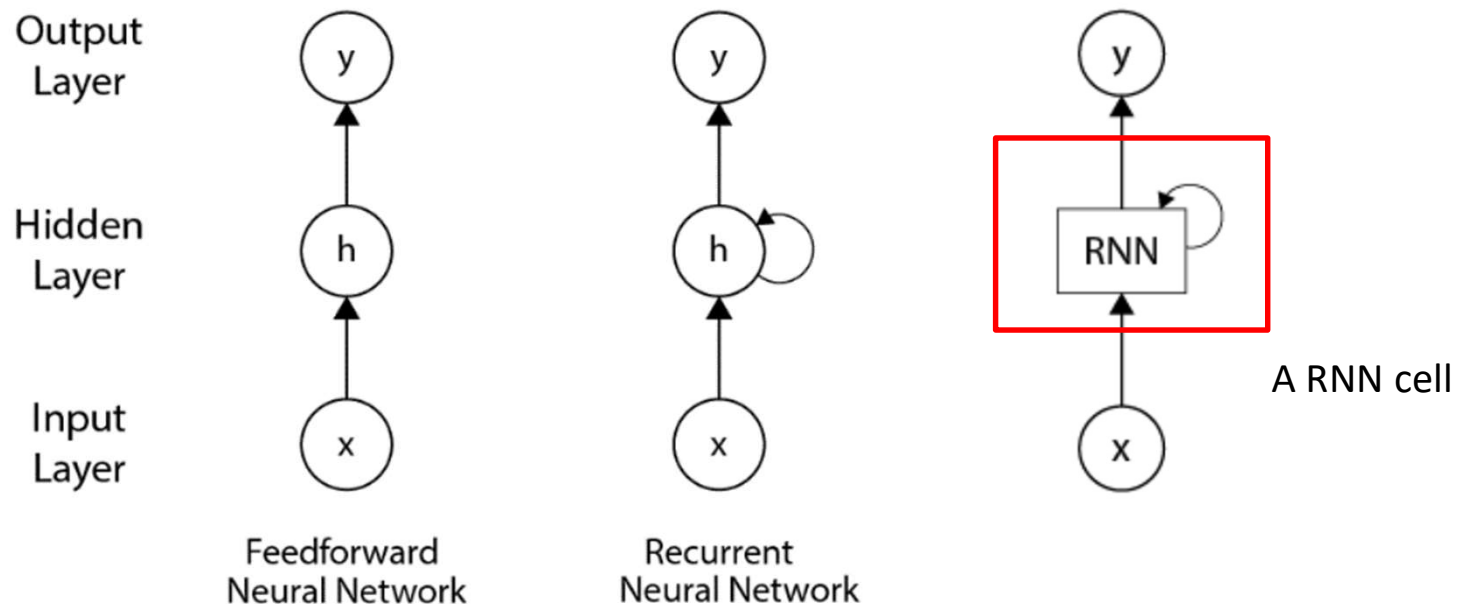 Output
Layer
y
y
y
Hidden
Layer
h
h
RNN
A RNN cell
Input
Layer
x
x
x
Feedforward
Neural Network
Recurrent
Neural Network